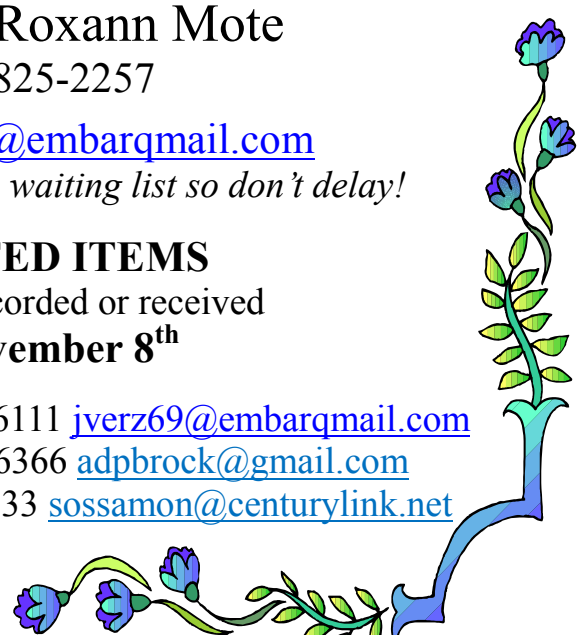 Roxann Mote
825-2257
@embarqmail.com
waiting list so don’t delay!
TED ITEMS
corded or received
vember 8th
6111 jverz69@embarqmail.com
6366 adpbrock@gmail.com
33 sossamon@centurylink.net